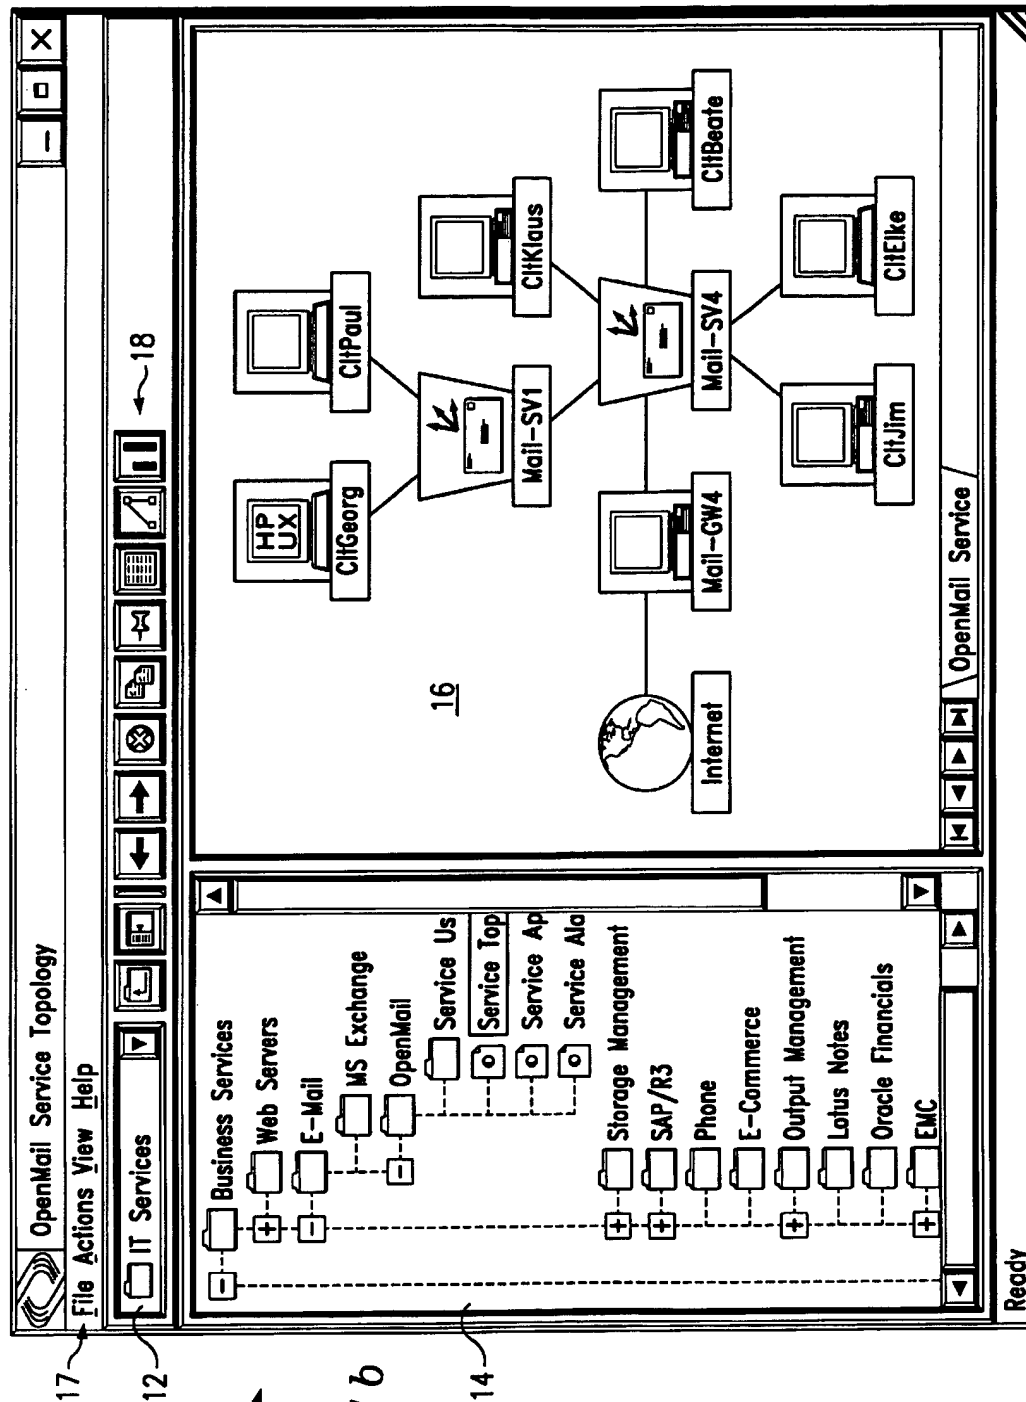 OpenMail Service Topology
17
File Actions View Help
12
IT Services
18
Business Services
Web Servers
E-Mail
MS Exchange
OpenMail
Service Us
Service Top
Service Ap
Service Ala
Storage Management
SAP/R3
Phone
E-Commerce
Output Management
Lotus Notes
Oracle Financials
EMC
14
16
HP
UX
CltGeorg
CltPaul
Mail-SV1
CltKlaus
Internet
Mail-GW4
Mail-SV4
CltBeate
CltJim
CltElke
OpenMail Service
Ready